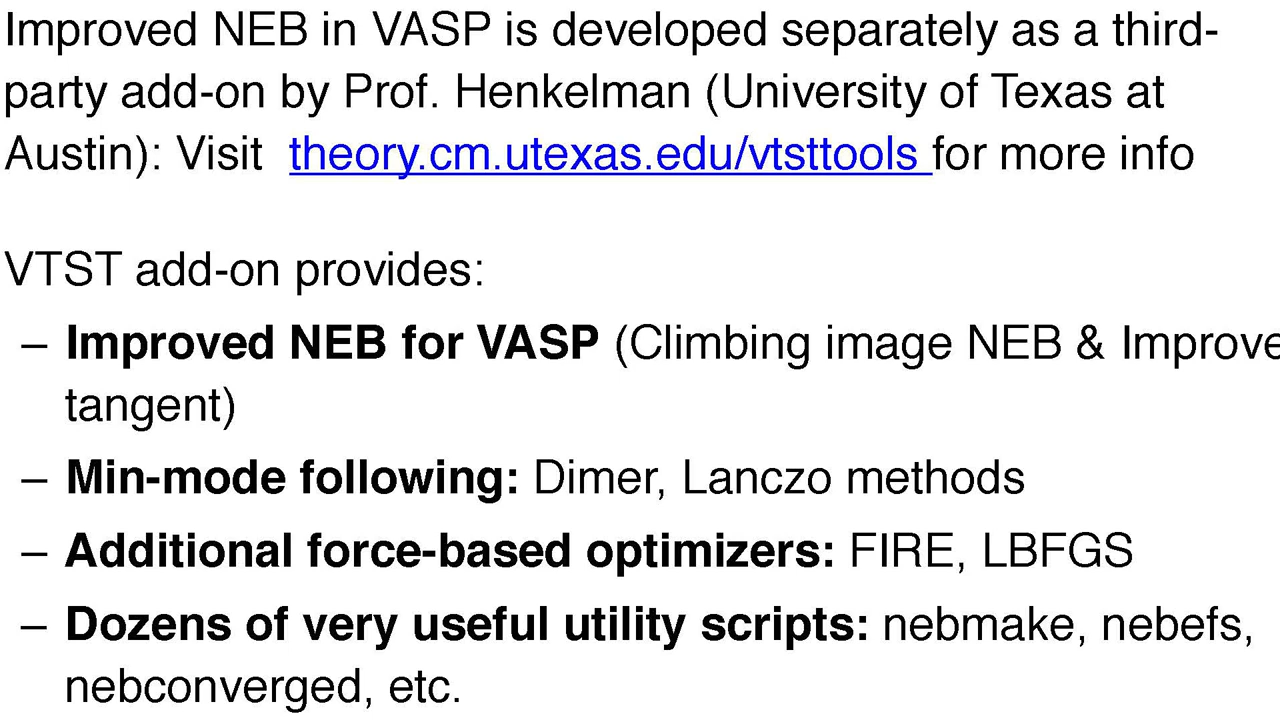 Improved NEB in VASP is developed separately as a third-
party add-on by Prof. Henkelman (University of Texas at
Austin): Visit theory.cm.utexas.edu/vtsttools for more info
VTST add-on provides:
– Improved NEB for VASP (Climbing image NEB & Improve
tangent)
– Min-mode following: Dimer, Lanczo methods
– Additional force-based optimizers: FIRE, LBFGS
– Dozens of very useful utility scripts: nebmake, nebefs,
nebconverged, etc.